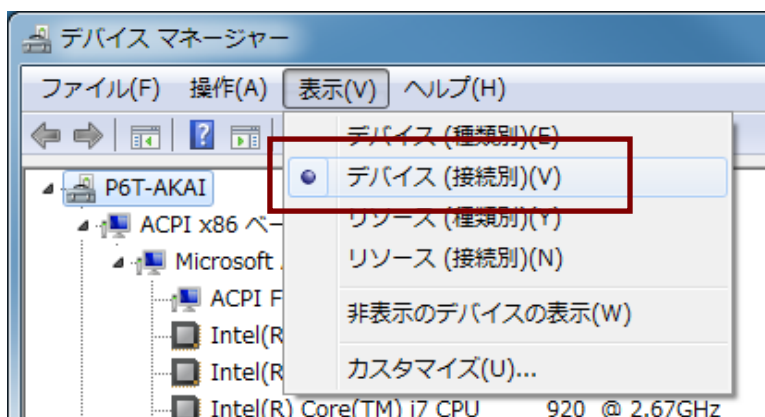 デバイス マネージャー
ファイル(F) 操作(A) 表示(V) ヘルプ(H)
デバイス (種類別)(E)
デバイス (接続別)(V)
リソース (種類別)(Y)
リソース (接続別)(N)
非表示のデバイスの表示(W)
カスタマイズ(U)...
P6T-AKAI
ACPI x86 ベー
Microsoft
ACPI F
Intel(R
Intel(R
Intel(R) Core(TM) i7 CPU 920 @ 2.67GHz